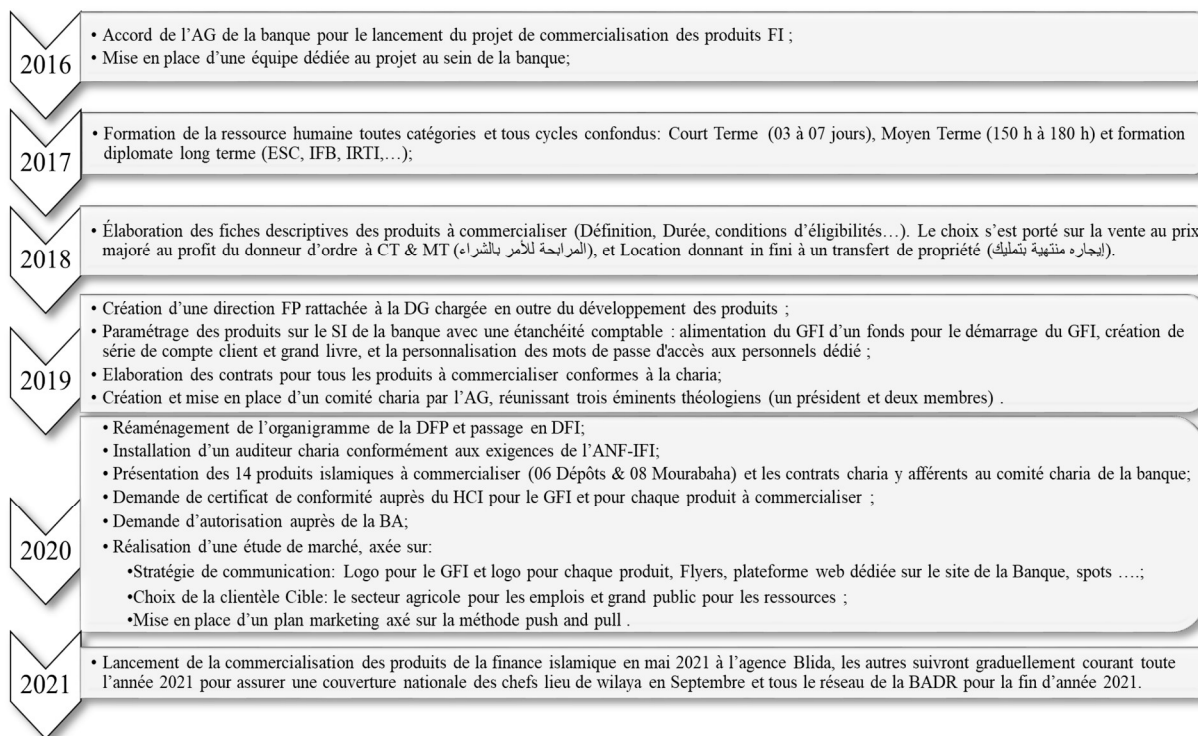 2016
• Accord de l’AG de la banque pour le lancement du projet de commercialisation des produits FI ;
• Mise en place d’une équipe dédiée au projet au sein de la banque;
2017
• Formation de la ressource humaine toutes catégories et tous cycles confondus: Court Terme (03 à 07 jours), Moyen Terme (150 h à 180 h) et formation
diplomate long terme (ESC, IFB, IRTI,…);
2018
• Élaboration des fiches descriptives des produits à commercialiser (Définition, Durée, conditions d’éligibilités…). Le choix s’est porté sur la vente au prix
majoré au profit du donneur d’ordre à CT & MT (المرابحة للأمر بالشراء), et Location donnant in fini à un transfert de propriété (إيجاره منتهية بتمليك).
2019
• Création d’une direction FP rattachée à la DG chargée en outre du développement des produits ;
• Paramétrage des produits sur le SI de la banque avec une étanchéité comptable : alimentation du GFI d’un fonds pour le démarrage du GFI, création de
série de compte client et grand livre, et la personnalisation des mots de passe d'accès aux personnels dédié ;
• Elaboration des contrats pour tous les produits à commercialiser conformes à la charia;
• Création et mise en place d’un comité charia par l’AG, réunissant trois éminents théologiens (un président et deux membres) .
2020
• Réaménagement de l’organigramme de la DFP et passage en DFI;
• Installation d’un auditeur charia conformément aux exigences de l’ANF-IFI;
• Présentation des 14 produits islamiques à commercialiser (06 Dépôts & 08 Mourabaha) et les contrats charia y afférents au comité charia de la banque;
• Demande de certificat de conformité auprès du HCI pour le GFI et pour chaque produit à commercialiser ;
• Demande d’autorisation auprès de la BA;
• Réalisation d’une étude de marché, axée sur:
•Stratégie de communication: Logo pour le GFI et logo pour chaque produit, Flyers, plateforme web dédiée sur le site de la Banque, spots ….;
•Choix de la clientèle Cible: le secteur agricole pour les emplois et grand public pour les ressources ;
•Mise en place d’un plan marketing axé sur la méthode push and pull .
2021
• Lancement de la commercialisation des produits de la finance islamique en mai 2021 à l’agence Blida, les autres suivront graduellement courant toute
l’année 2021 pour assurer une couverture nationale des chefs lieu de wilaya en Septembre et tous le réseau de la BADR pour la fin d’année 2021.